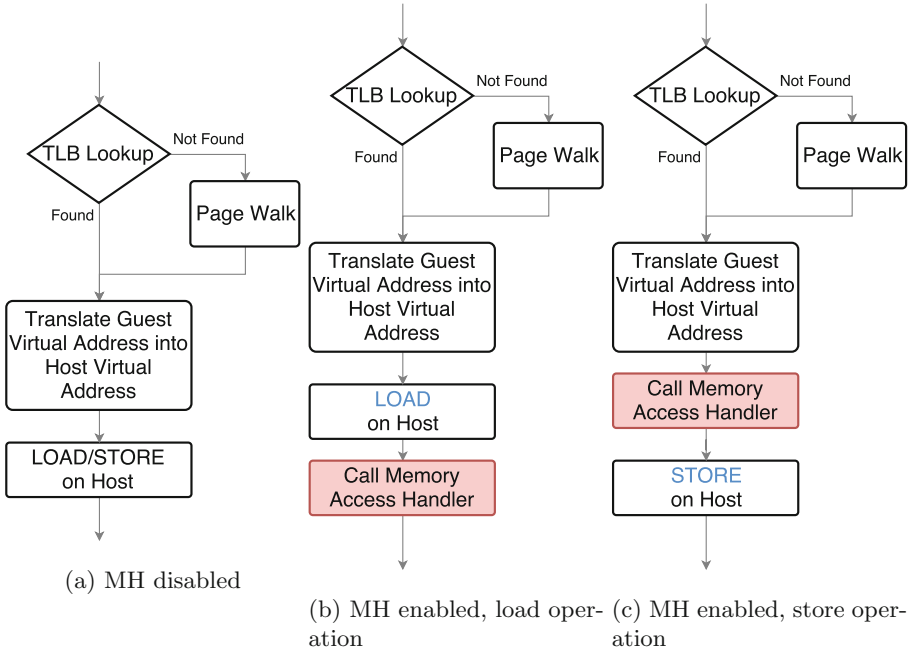 TLB Lookup
Not Found
Page Walk
Found
Translate Guest
Virtual Address into
Host Virtual
Address
LOAD/STORE
on Host
(a) MH disabled
TLB Lookup
Not Found
Page Walk
Found
Translate Guest
Virtual Address into
Host Virtual
Address
LOAD
on Host
Call Memory
Access Handler
(b) MH enabled, load oper-
ation
TLB Lookup
Not Found
Page Walk
Found
Translate Guest
Virtual Address into
Host Virtual
Address
Call Memory
Access Handler
STORE
on Host
(c) MH enabled, store oper-
ation